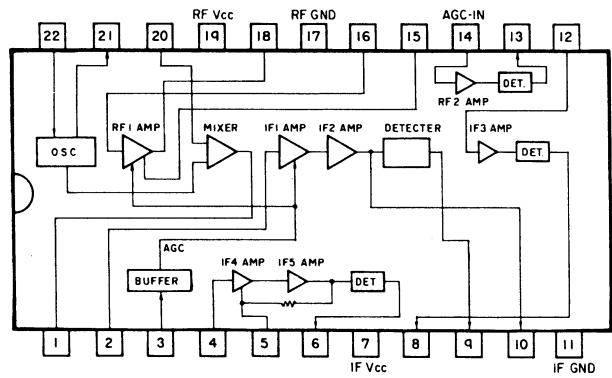 RF Vcc RF GND AGC-IN
22 21 20 19 18 17 16 15 14 13 12
DET.
RF2 AMP
RF1 AMP MIXER IF1 AMP IF2 AMP DETECTER IF3 AMP
OSC DET.
AGC
IF4 AMP IF5 AMP
BUFFER DET
1 2 3 4 5 6 7 8 9 10 11
IF Vcc IF GND